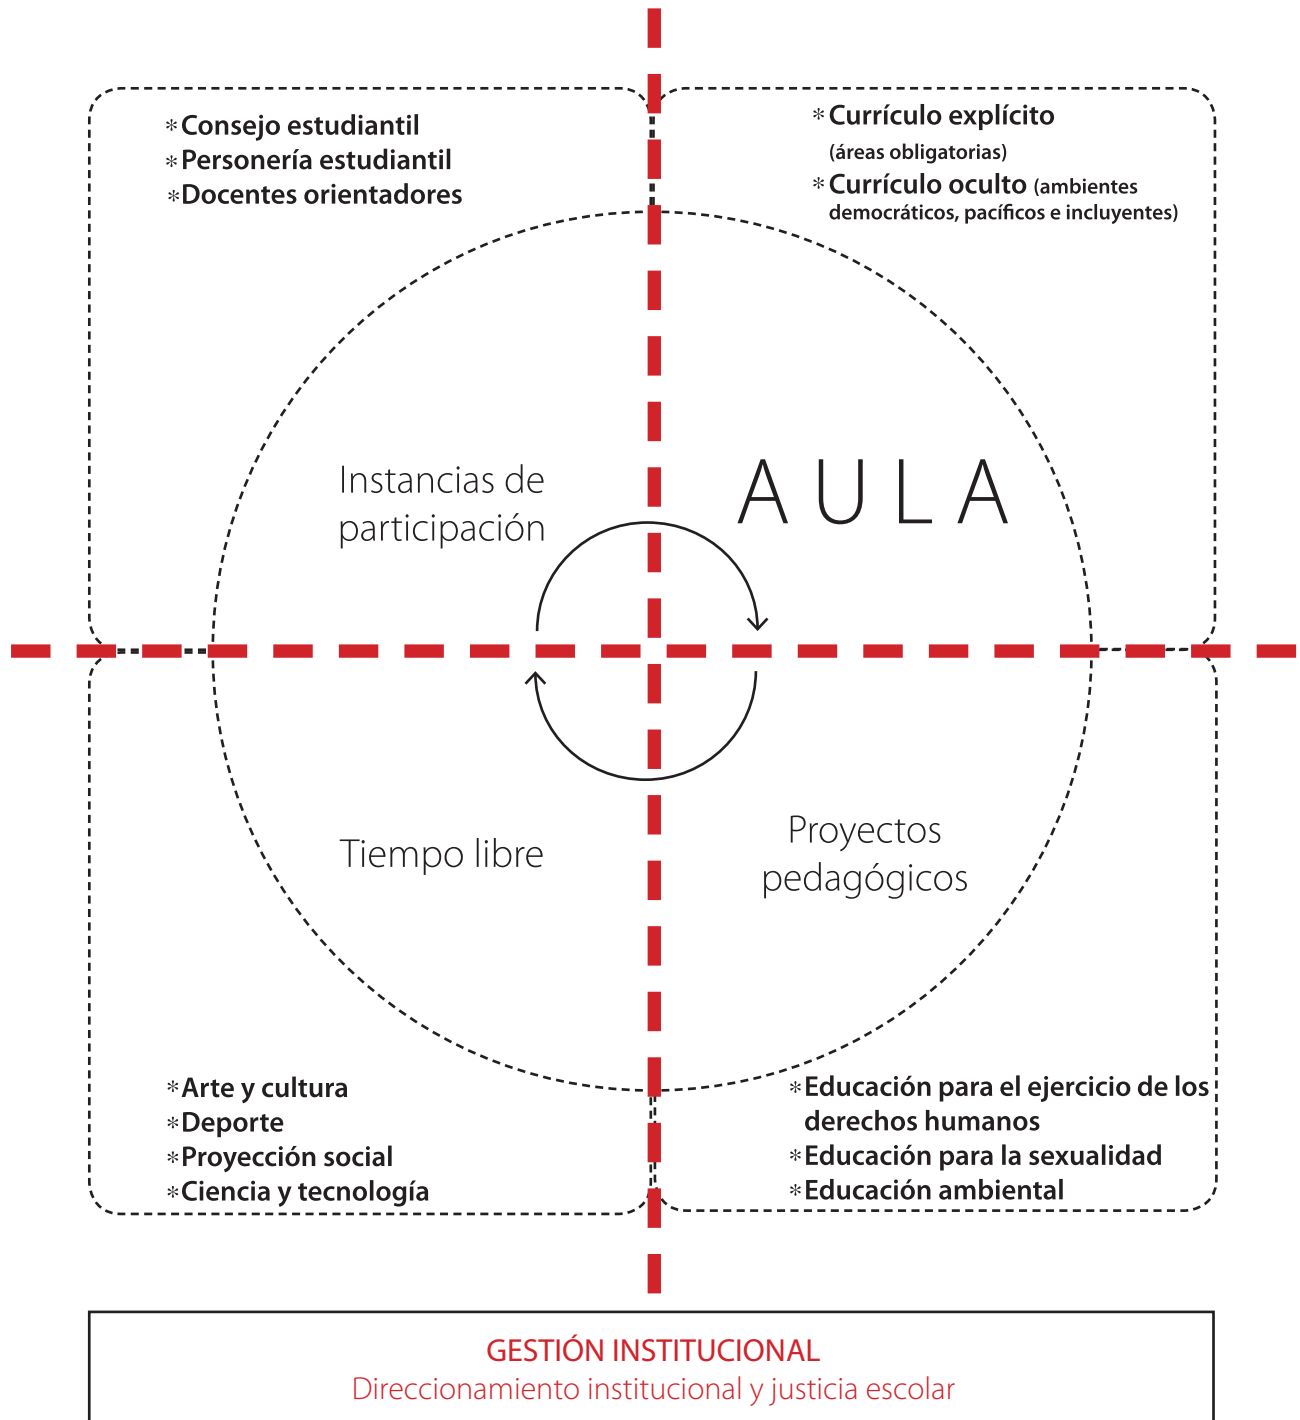 * Consejo estudiantil
* Personería estudiantil
* Docentes orientadores
* Currículo explícito
(áreas obligatorias)
* Currículo oculto (ambientes
democráticos, pacíficos e incluyentes)
Instancias de
participación
AULA
Tiempo libre
Proyectos
pedagógicos
* Arte y cultura
* Deporte
* Proyección social
* Ciencia y tecnología
* Educación para el ejercicio de los
derechos humanos
* Educación para la sexualidad
* Educación ambiental
GESTIÓN INSTITUCIONAL
Direccionamiento institucional y justicia escolar